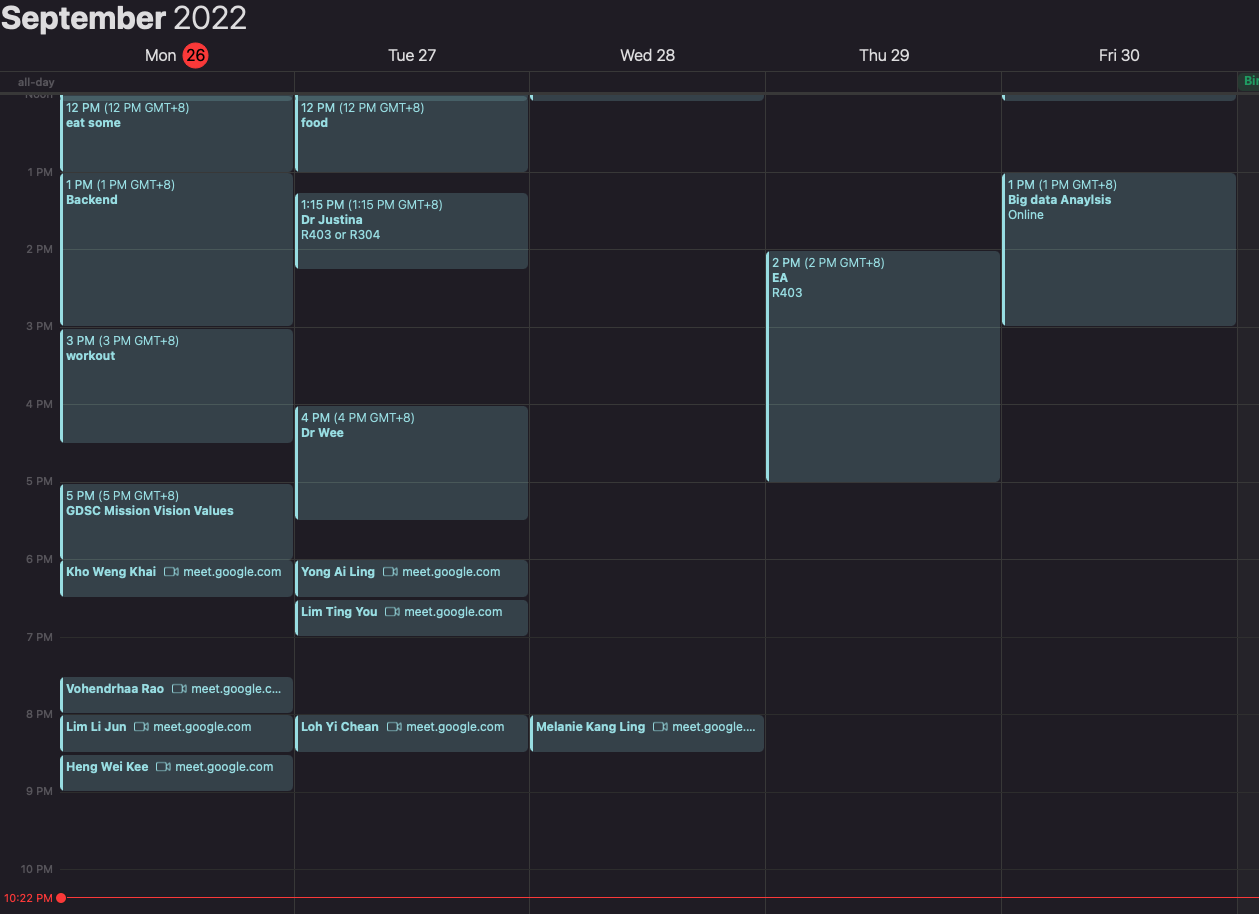 September 2022
Mon 26
Tue 27
Wed 28
Thu 29
Fri 30
all-day
Bir
Noon
12 PM (12 PM GMT+8)
eat some
12 PM (12 PM GMT+8)
food
1 PM
1 PM (1 PM GMT+8)
Backend
1:15 PM (1:15 PM GMT+8)
Dr Justina
R403 or R304
1 PM (1 PM GMT+8)
Big data Anaylsis
Online
2 PM
2 PM (2 PM GMT+8)
EA
R403
3 PM
3 PM (3 PM GMT+8)
workout
4 PM
4 PM (4 PM GMT+8)
Dr Wee
5 PM
5 PM (5 PM GMT+8)
GDSC Mission Vision Values
6 PM
Kho Weng Khai meet.google.com
Yong Ai Ling meet.google.com
Lim Ting You meet.google.com
7 PM
Vohendrhaa Rao meet.google.c...
8 PM
Lim Li Jun meet.google.com
Loh Yi Chean meet.google.com
Melanie Kang Ling meet.google....
Heng Wei Kee meet.google.com
9 PM
10 PM
10:22 PM